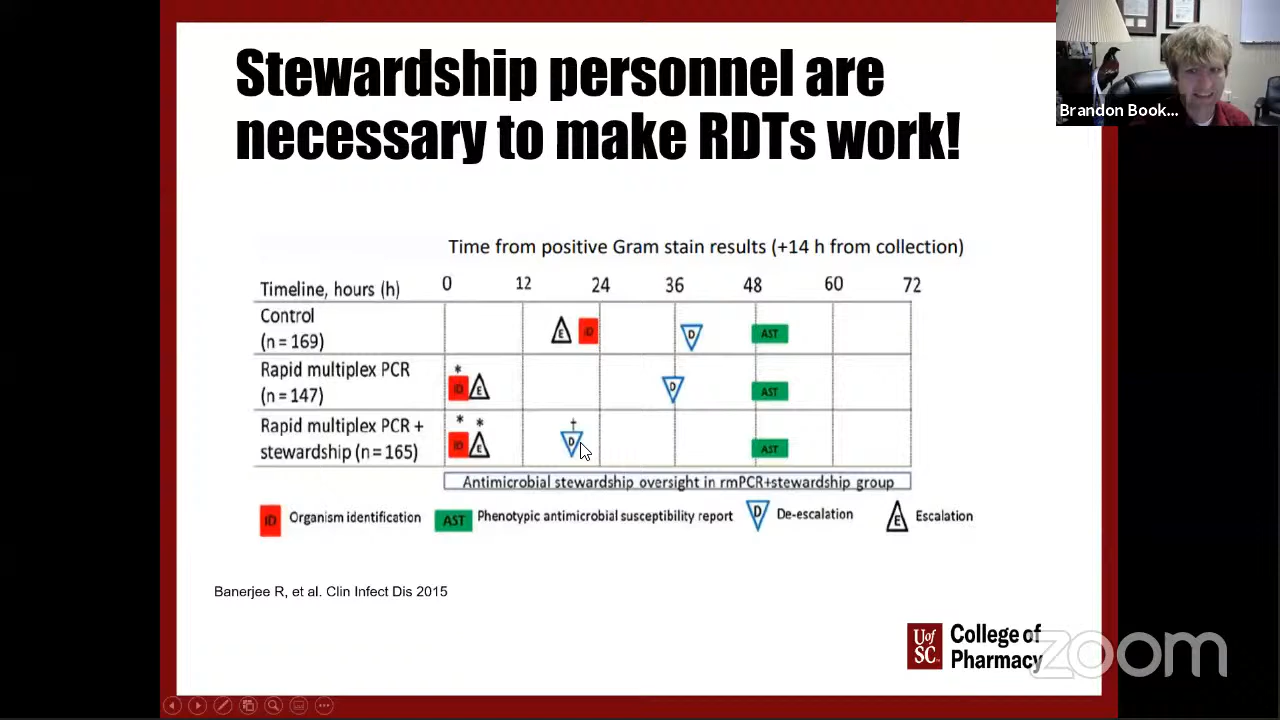 Stewardship personnel are
necessary to make RDTs work!
Brandon Book...
Time from positive Gram stain results (+14 h from collection)
Timeline, hours (h)
0 12 24 36 48 60 72
Control
(n = 169)
E ID D AST
Rapid multiplex PCR
(n = 147)
*
ID E D AST
Rapid multiplex PCR +
stewardship (n = 165)
* * †
ID E D AST
Antimicrobial stewardship oversight in rmPCR+stewardship group
ID Organism identification AST Phenotypic antimicrobial susceptibility report D De-escalation E Escalation
Banerjee R, et al. Clin Infect Dis 2015
UofSC College of
Pharmacy
zoom